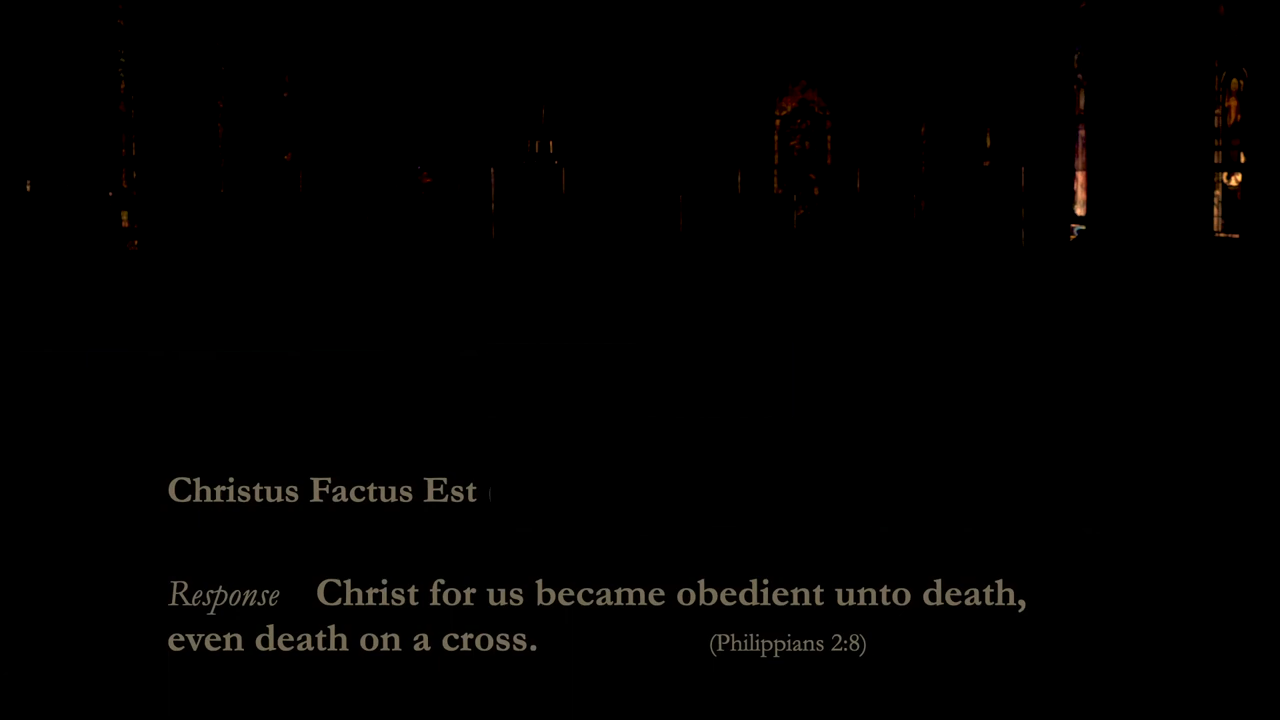 Christus Factus Est
Response Christ for us became obedient unto death,
even death on a cross. (Philippians 2:8)